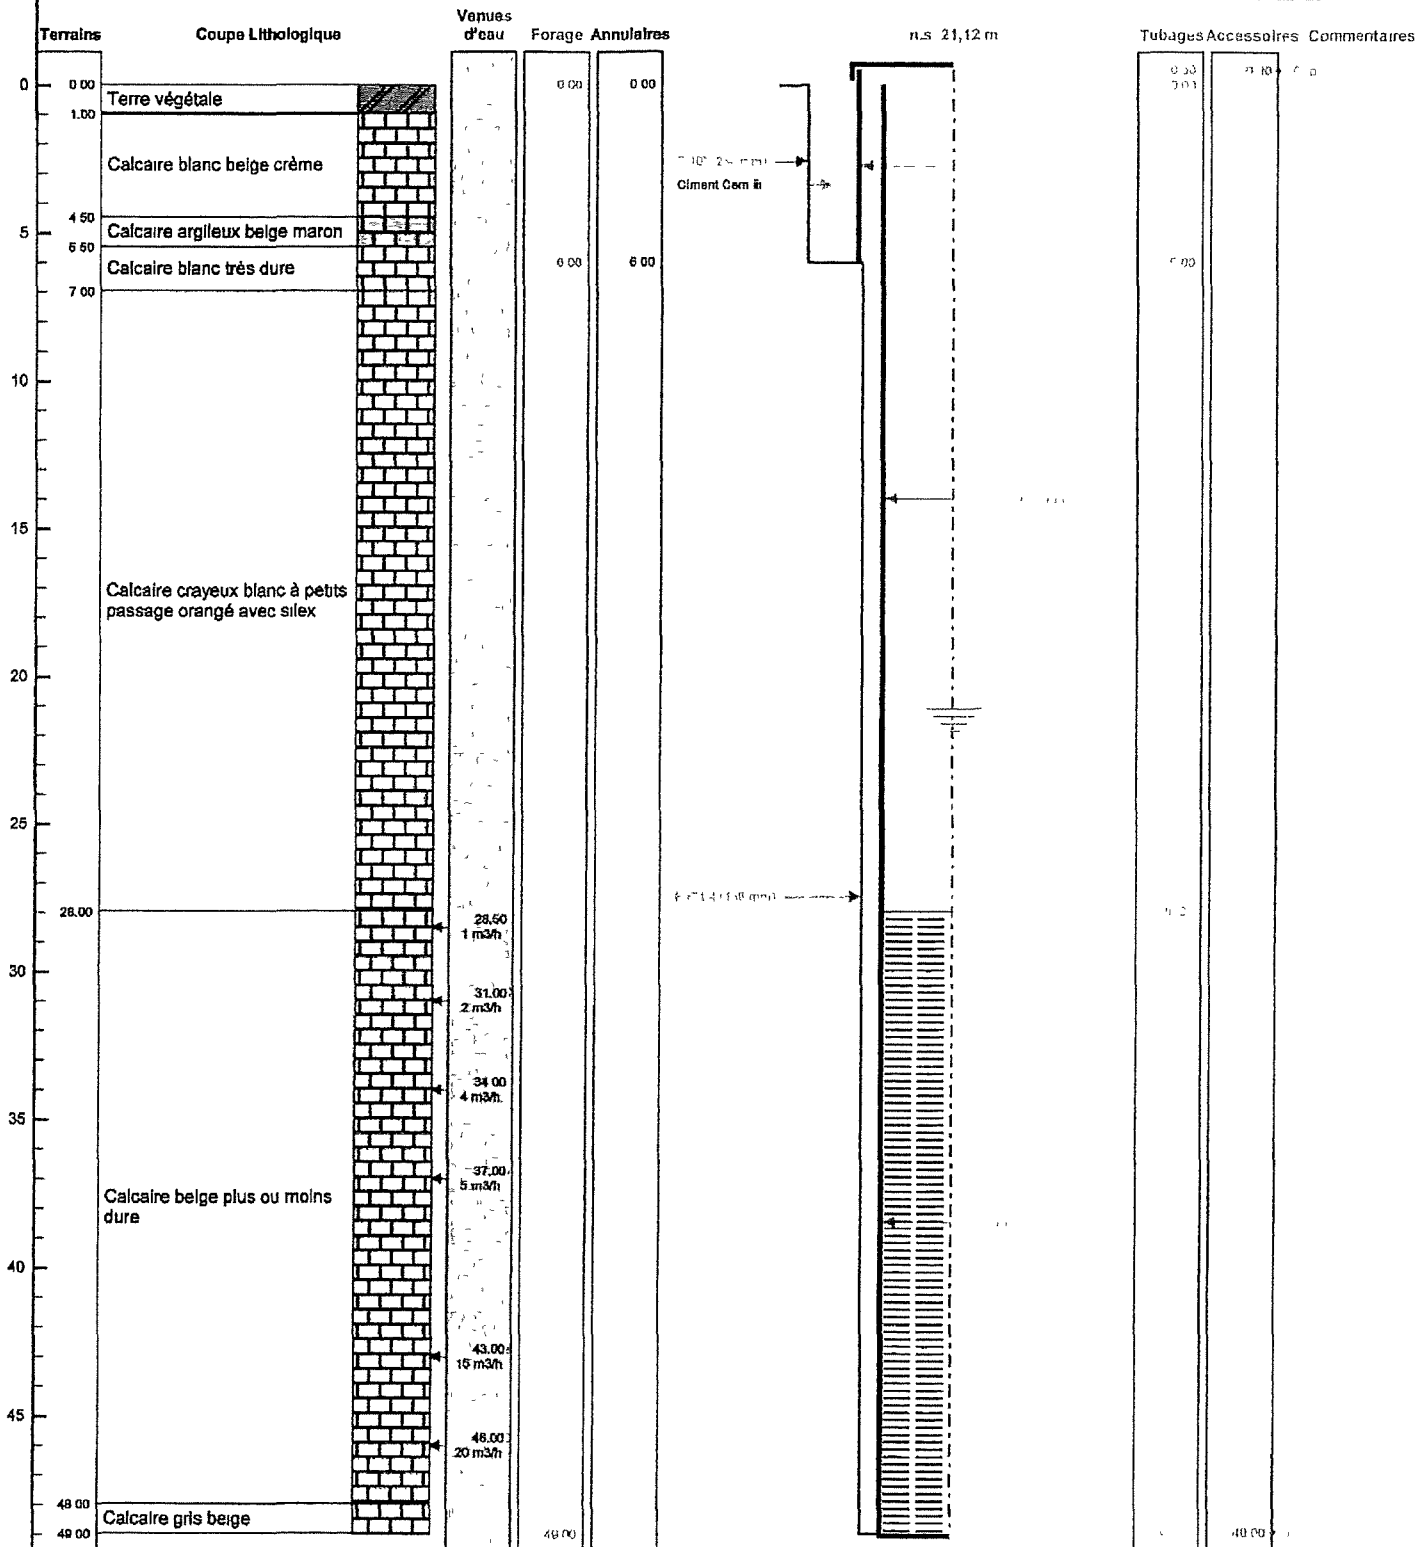 Terrains
Coupe Lithologique
Venues
d'eau
Forage
Annulaires
n.s. 21,12 m
Tubages
Accessoires
Commentaires
0
0.00
0.00
0.00
Terre végétale
1.00
Calcaire blanc beige crème
Ciment Cem iii
4 50
Calcaire argileux beige maron
5
Calcaire blanc très dure
6 00
6 00
7 00
10
15
Calcaire crayeux blanc à petits
passage orangé avec silex
20
25
28.00
28,50
1 m3/h
30
31.00
2 m3/h
34 00
4 m3/h
35
37,00
5 m3/h
Calcaire beige plus ou moins
dure
40
43.00
15 m3/h
45
46.00
20 m3/h
48 00
Calcaire gris beige
49 00
49 00
49.00